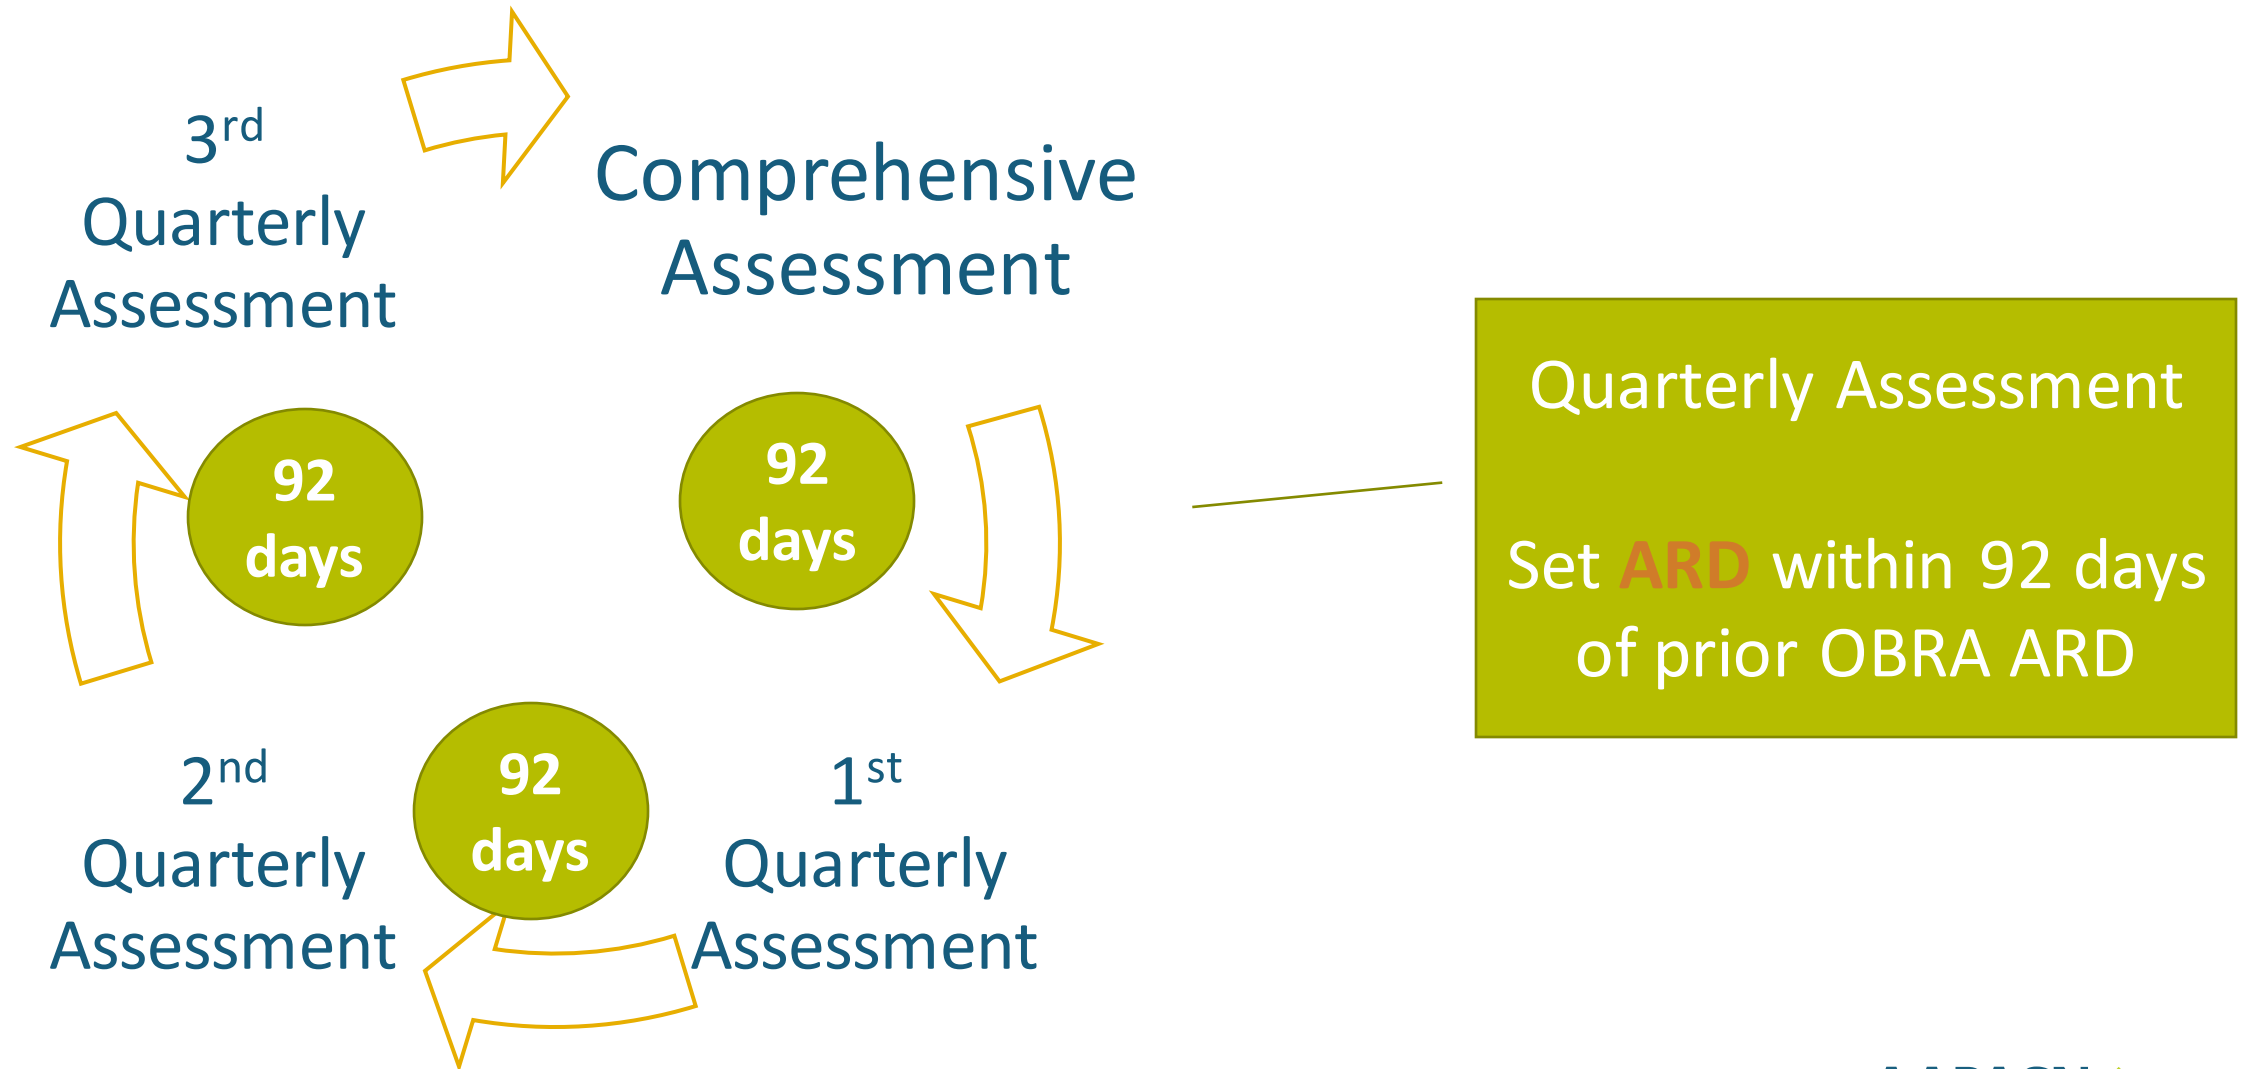 3rd
Quarterly
Assessment
Comprehensive
Assessment
92
days
92
days
92
days
2nd
Quarterly
Assessment
1st
Quarterly
Assessment
Quarterly Assessment
Set ARD within 92 days
of prior OBRA ARD